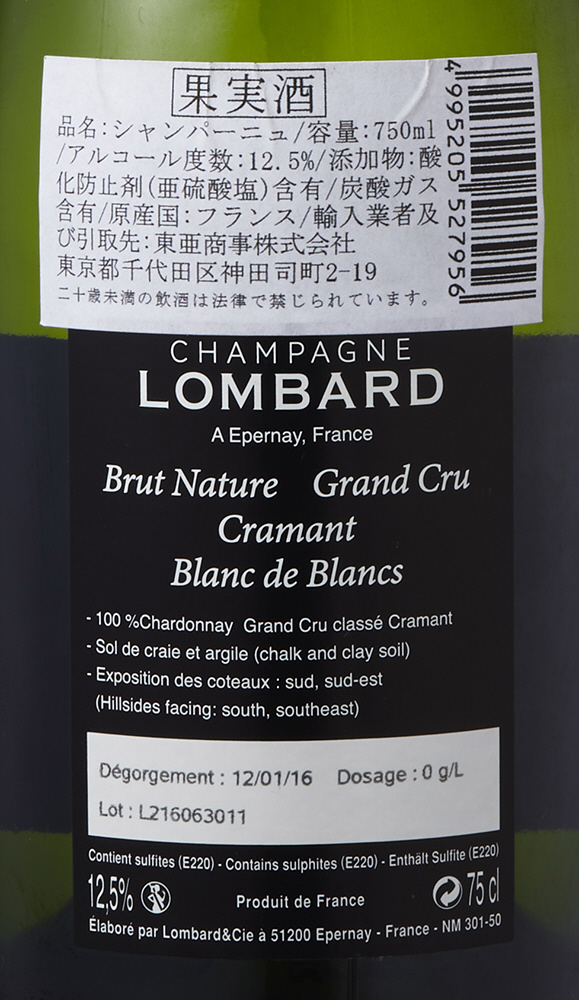 果実酒
品名:シャンパーニュ/容量:750ml
/アルコール度数:12.5%/添加物:酸
化防止剤(亜硫酸塩)含有/炭酸ガス
含有/原産国:フランス/輸入業者及
び引取先:東亜商事株式会社
東京都千代田区神田司町2-19
二十歳未満の飲酒は法律で禁じられています。
4 995205 527956
CHAMPAGNE
LOMBARD
A Epernay, France
Brut Nature Grand Cru
Cramant
Blanc de Blancs
- 100 %Chardonnay Grand Cru classé Cramant
- Sol de craie et argile (chalk and clay soil)
- Exposition des coteaux : sud, sud-est
(Hillsides facing: south, southeast)
Dégorgement : 12/01/16 Dosage : 0 g/L
Lot : L216063011
Contient sulfites (E220) - Contains sulphites (E220) - Enthält Sulfite (E220)
12,5% Produit de France 75 cl
Élaboré par Lombard&Cie à 51200 Epernay - France - NM 301-50